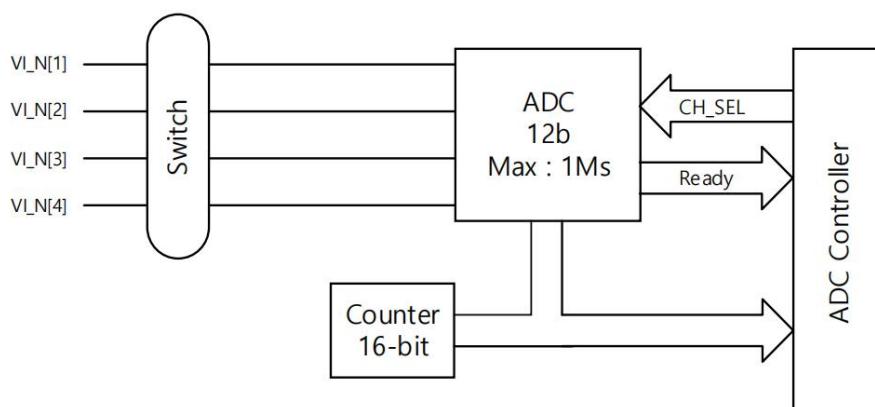 VI_N[1]
VI_N[2]
VI_N[3]
VI_N[4]
Switch
ADC
12b
Max : 1Ms
CH_SEL
Ready
Counter
16-bit
ADC Controller